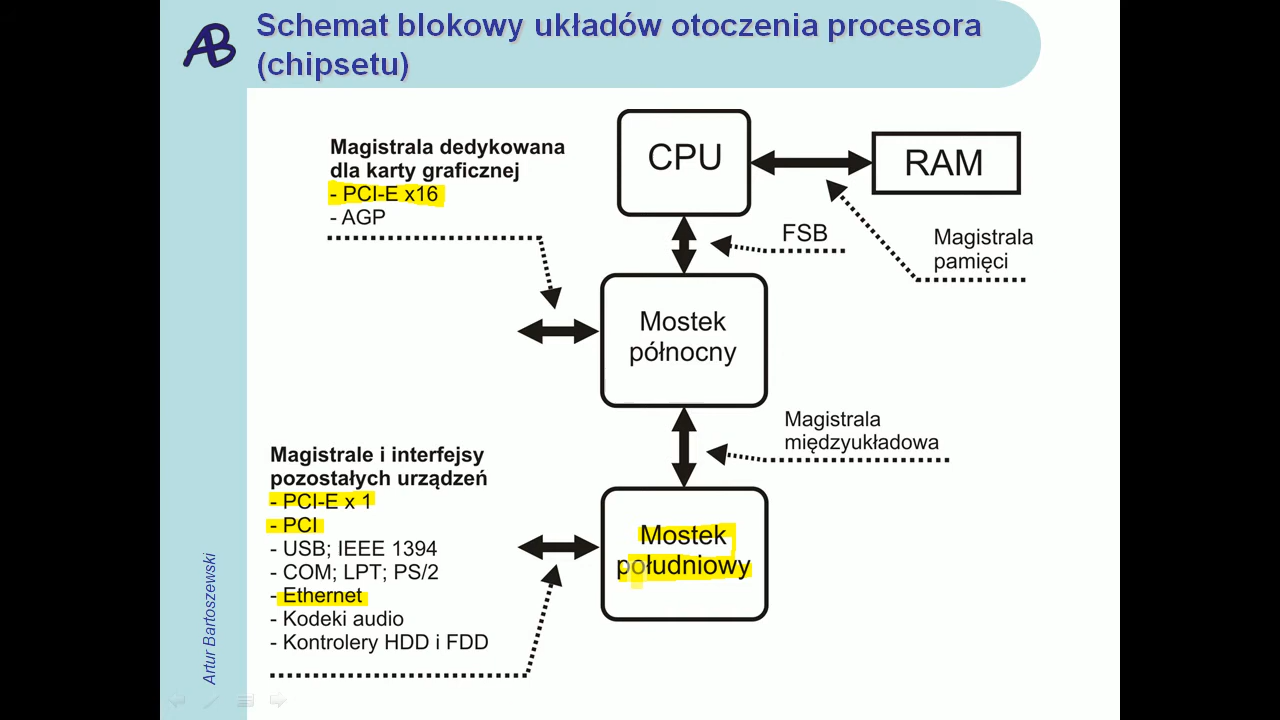 AB
Schemat blokowy układów otoczenia procesora
(chipsetu)
Magistrala dedykowana
dla karty graficznej
- PCI-E x16
- AGP
CPU
RAM
FSB
Magistrala
pamięci
Mostek
północny
Magistrala
międzyukładowa
Magistrale i interfejsy
pozostałych urządzeń
- PCI-E x 1
- PCI
- USB; IEEE 1394
- COM; LPT; PS/2
- Ethernet
- Kodeki audio
- Kontrolery HDD i FDD
Mostek
południowy
Artur Bartoszewski